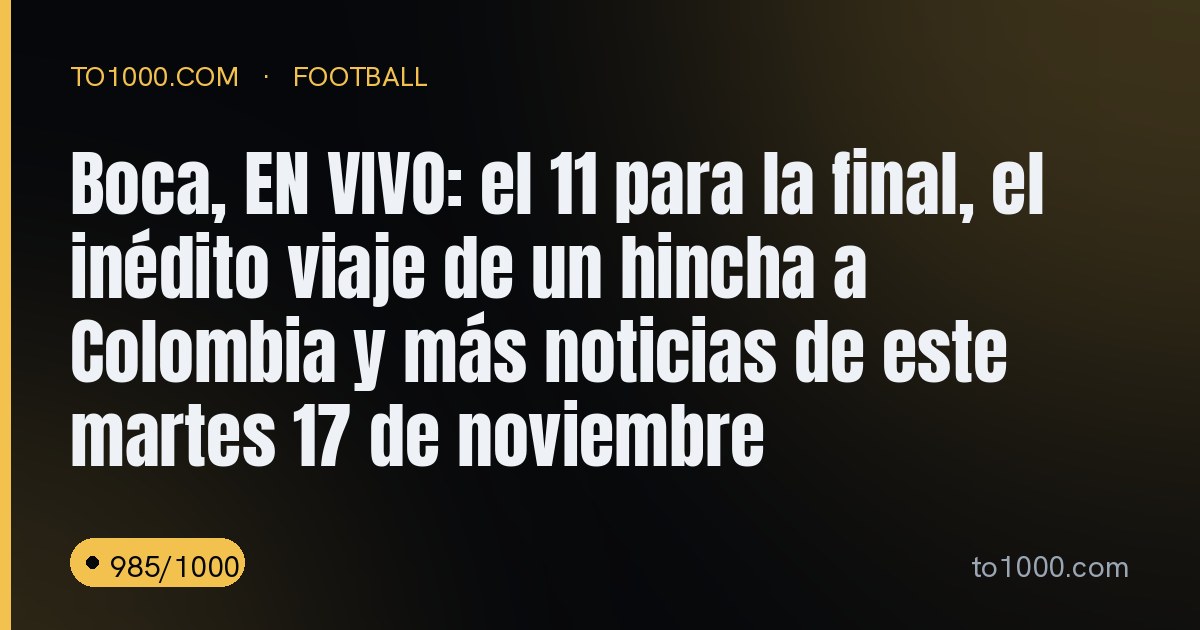 TO1000.COM · FOOTBALL
Boca, EN VIVO: el 11 para la final, el
inédito viaje de un hincha a
Colombia y más noticias de este
martes 17 de noviembre
985/1000
to1000.com